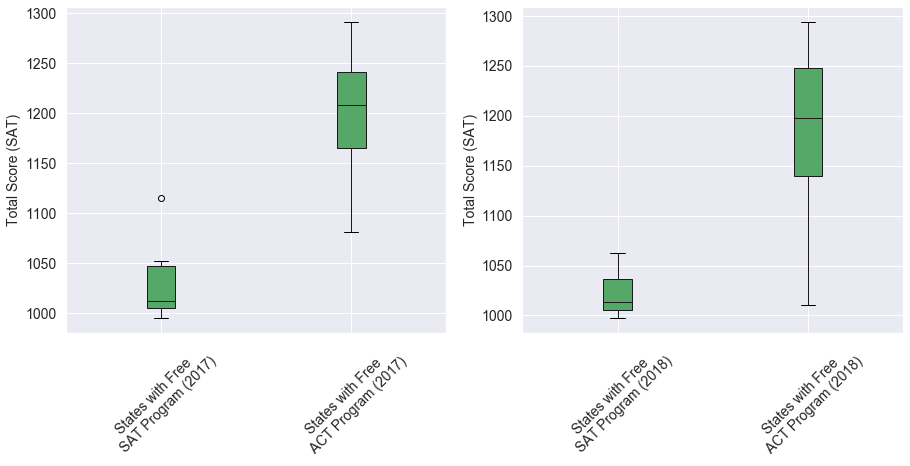 1300
1250
1200
1150
1100
1050
1000
Total Score (SAT)
States with Free
SAT Program (2017)
States with Free
ACT Program (2017)
1300
1250
1200
1150
1100
1050
1000
Total Score (SAT)
States with Free
SAT Program (2018)
States with Free
ACT Program (2018)